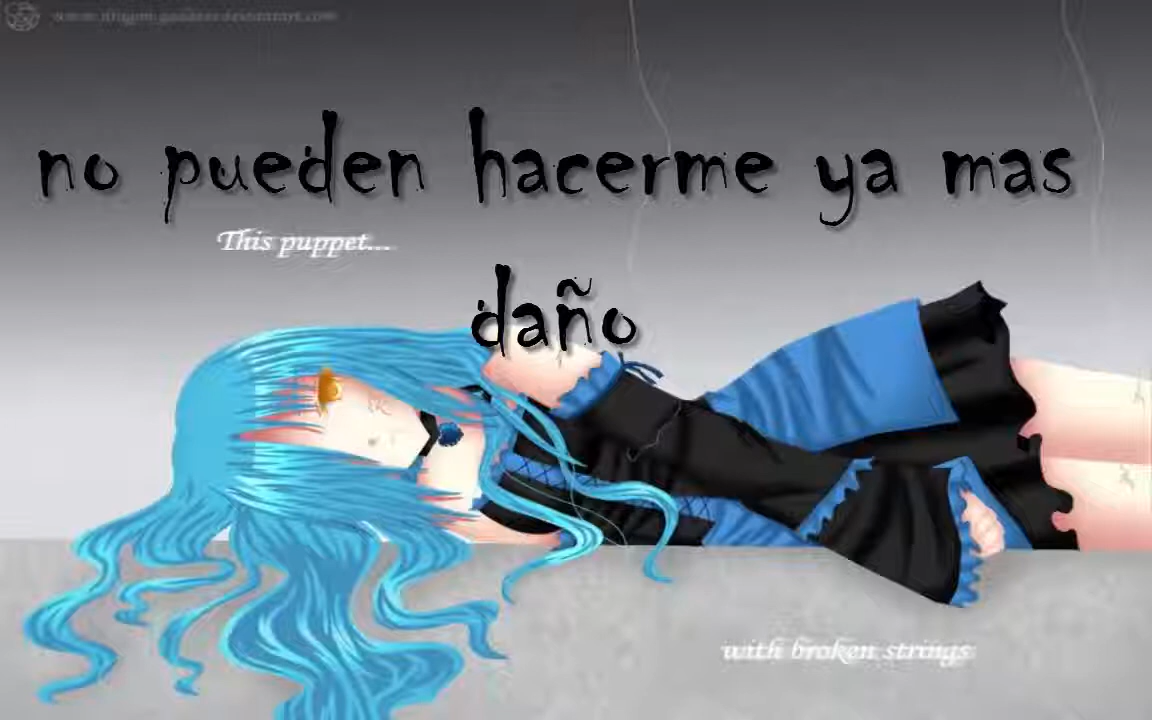 no pueden hacerme ya mas
This puppet...
daño
with broken strings